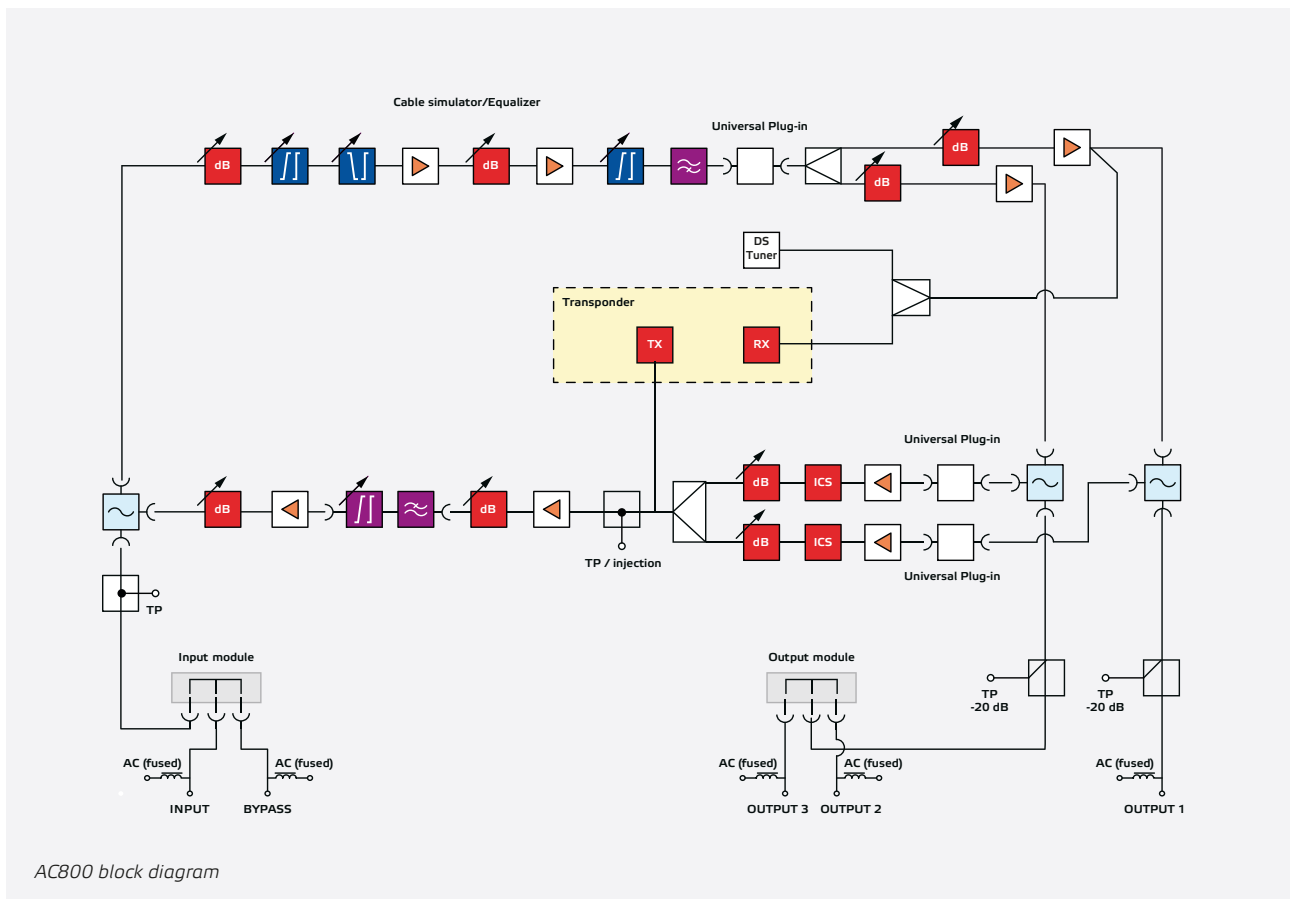 Cable simulator/Equalizer
Universal Plug-in
dB
dB
dB
dB
DS
Tuner
Transponder
TX
RX
Universal Plug-in
dB
dB
dB
ICS
TP / injection
dB
ICS
Universal Plug-in
TP
Input module
Output module
TP
-20 dB
TP
-20 dB
AC (fused)
AC (fused)
AC (fused)
AC (fused)
AC (fused)
INPUT
BYPASS
OUTPUT 3
OUTPUT 2
OUTPUT 1
AC800 block diagram